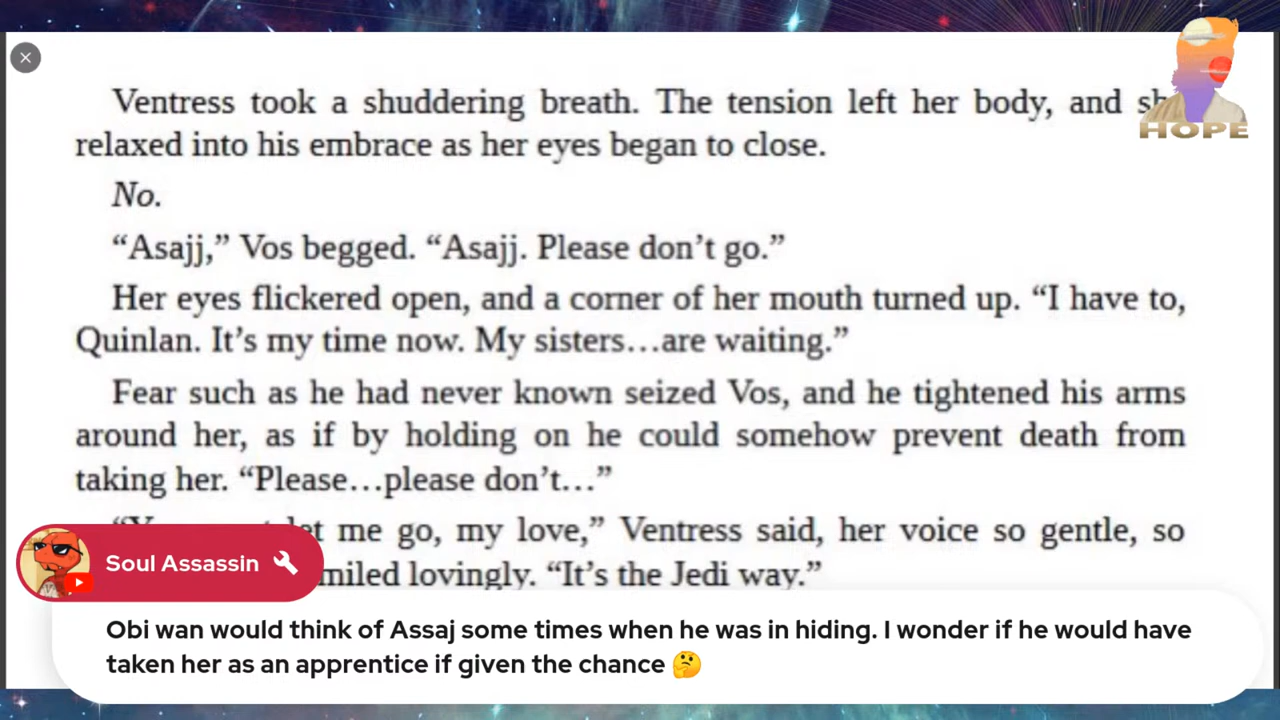 Ventress took a shuddering breath. The tension left her body, and
HOPE
relaxed into his embrace as her eyes began to close.
No.
“Asajj,” Vos begged. “Asajj. Please don’t go.”
Her eyes flickered open, and a corner of her mouth turned up. “I have to,
Quinlan. It’s my time now. My sisters…are waiting.”
Fear such as he had never known seized Vos, and he tightened his arms
around her, as if by holding on he could somehow prevent death from
taking her. “Please…please don’t…”
me go, my love,” Ventress said, her voice so gentle, so
lovingly. “It’s the Jedi way.”
Soul Assassin
Obi wan would think of Assaj some times when he was in hiding. I wonder if he would have
taken her as an apprentice if given the chance 🤔